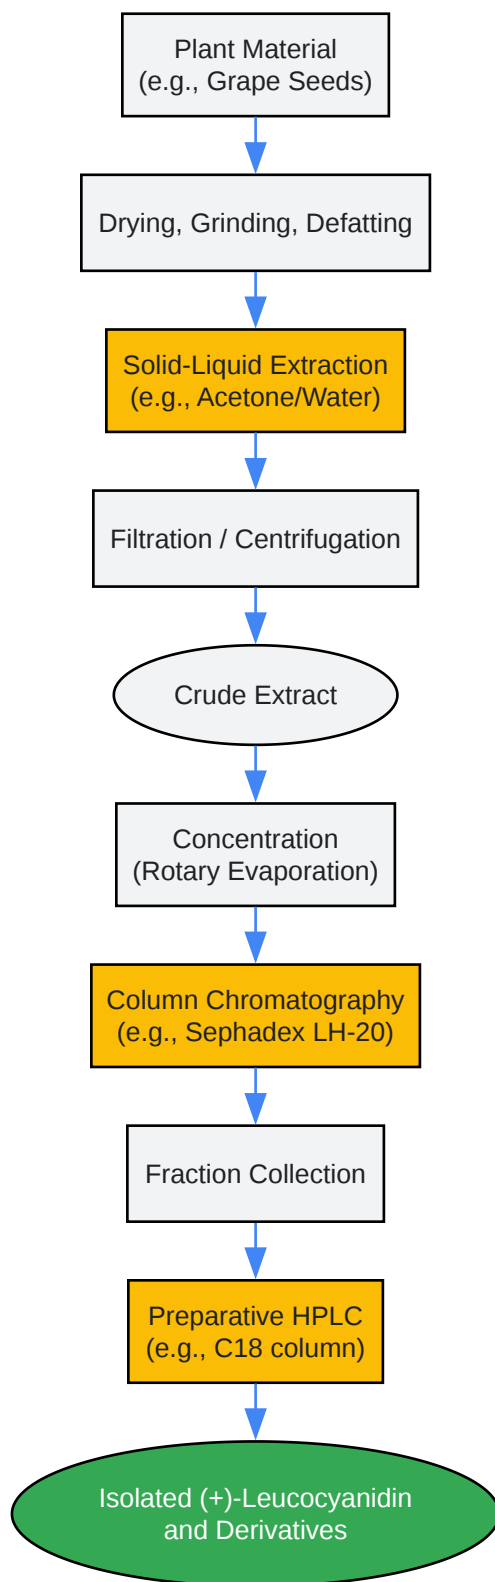 Plant Material
(e.g., Grape Seeds)
Drying, Grinding, Defatting
Solid-Liquid Extraction
(e.g., Acetone/Water)
Filtration / Centrifugation
Crude Extract
Concentration
(Rotary Evaporation)
Column Chromatography
(e.g., Sephadex LH-20)
Fraction Collection
Preparative HPLC
(e.g., C18 column)
Isolated (+)-Leucocyanidin
and Derivatives